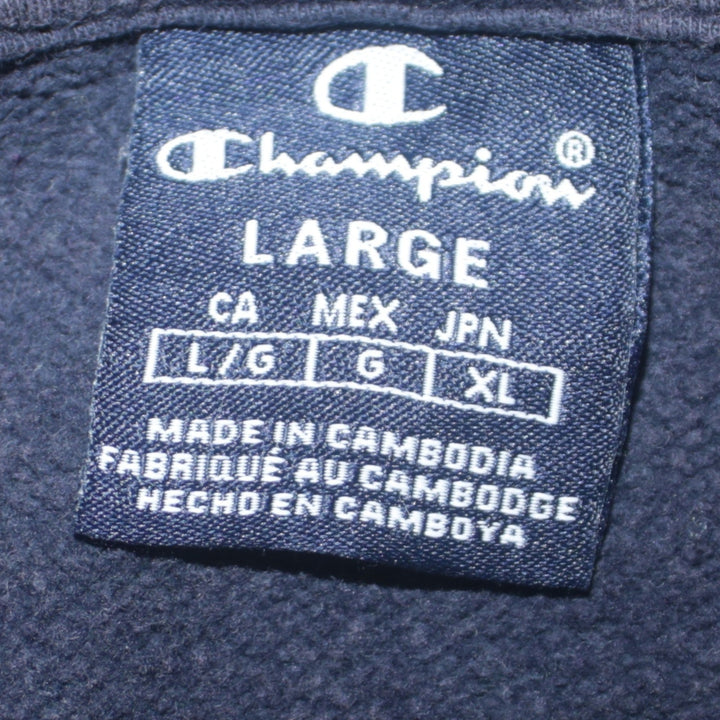 C
Champion®
LARGE
CA MEX JPN
L/G G XL
MADE IN CAMBODIA
FABRIQUÉ AU CAMBODGE
HECHO EN CAMBOYA